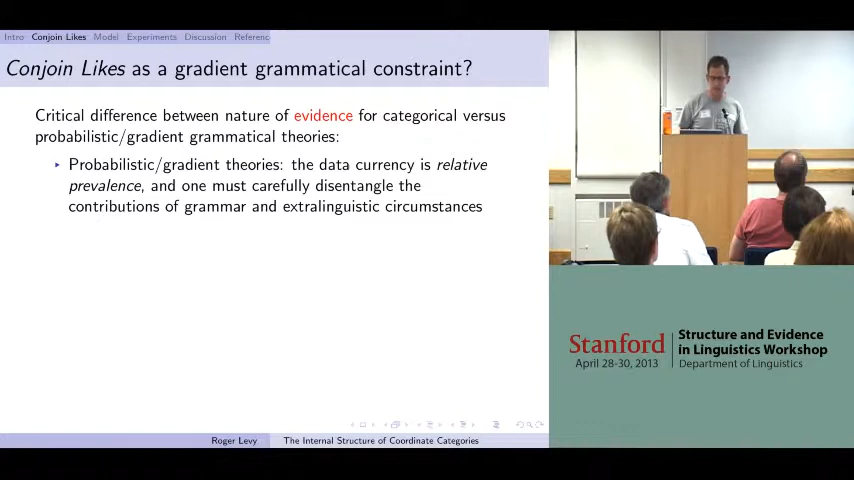 Intro Conjoin Likes Model Experiments Discussion Referenc
Conjoin Likes as a gradient grammatical constraint?
Critical difference between nature of evidence for categorical versus
probabilistic/gradient grammatical theories:
Probabilistic/gradient theories: the data currency is relative
prevalence, and one must carefully disentangle the
contributions of grammar and extralinguistic circumstances
Roger Levy The Internal Structure of Coordinate Categories
Stanford
April 28-30, 2013
Structure and Evidence
in Linguistics Workshop
Department of Linguistics